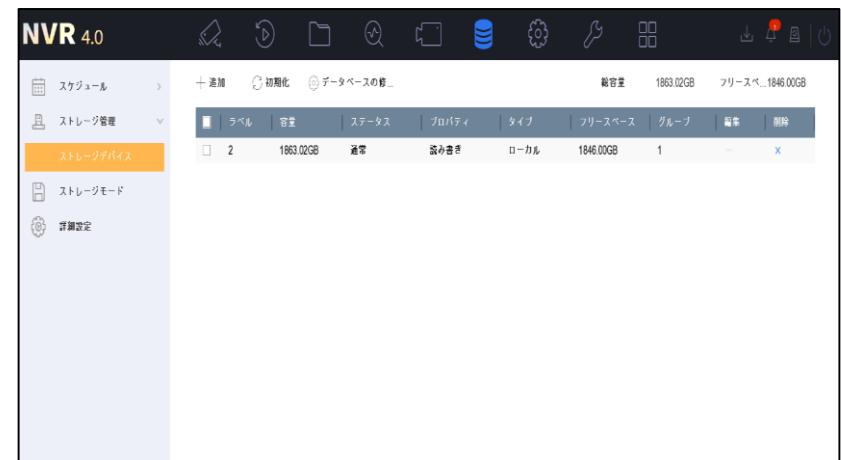 NVR 4.0
1
スケジュール
ストレージ管理
ストレージデバイス
ストレージモード
詳細設定
追加 初期化 データベースの修... 総容量 1863.02GB フリースペ...1846.00GB
ラベル 容量 ステータス プロパティ タイプ フリースペース グループ 編集 削除
2 1863.02GB 通常 読み書き ローカル 1846.00GB 1 — x